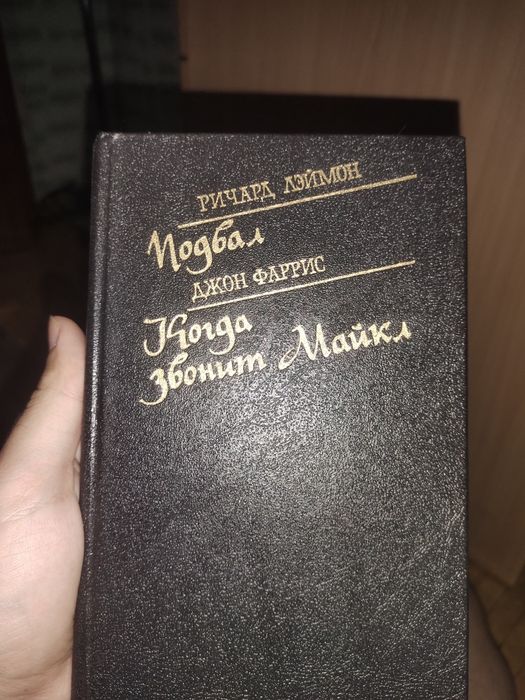 РИЧАРД ЛЭЙМОН
Подвал
ДЖОН ФАРРИС
Когда
звонит Майкл